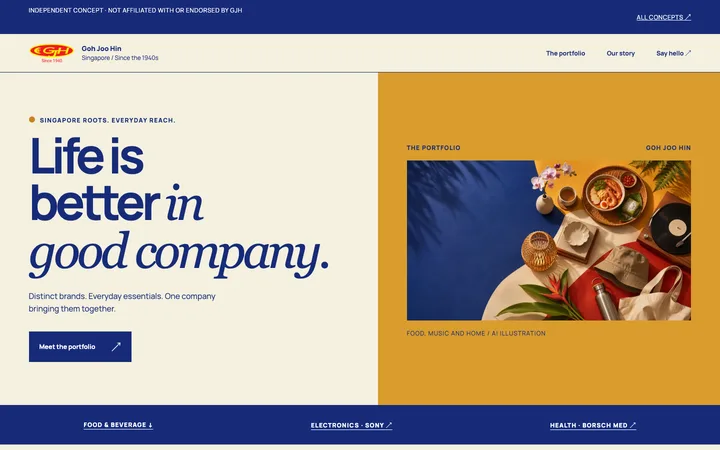 INDEPENDENT CONCEPT · NOT AFFILIATED WITH OR ENDORSED BY GJH
ALL CONCEPTS ↗
GJH
Since 1940
Goh Joo Hin
Singapore / Since the 1940s
The portfolio
Our story
Say hello ↗
SINGAPORE ROOTS. EVERYDAY REACH.
Life is
better in
good company.
Distinct brands. Everyday essentials. One company
bringing them together.
Meet the portfolio ↗
THE PORTFOLIO
GOH JOO HIN
FOOD, MUSIC AND HOME / AI ILLUSTRATION
FOOD & BEVERAGE ↓
ELECTRONICS · SONY ↗
HEALTH · BORSCH MED ↗